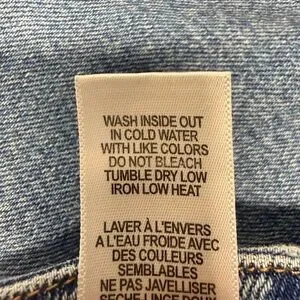 WASH INSIDE OUT
IN COLD WATER
WITH LIKE COLORS
DO NOT BLEACH
TUMBLE DRY LOW
IRON LOW HEAT
LAVER À L'ENVERS
A L'EAU FROIDE AVEC
DES COULEURS
SEMBLABLES
NE PAS JAVELLISER